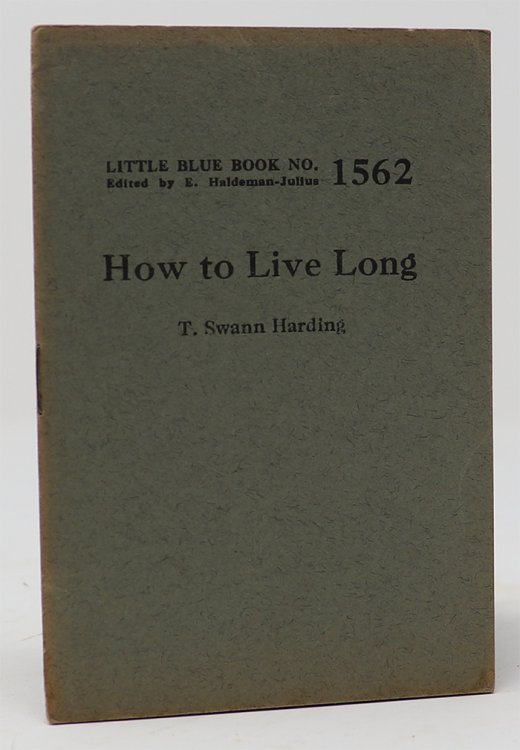 LITTLE BLUE BOOK NO. 1562
Edited by E. Haldeman-Julius
How to Live Long
T. Swann Harding